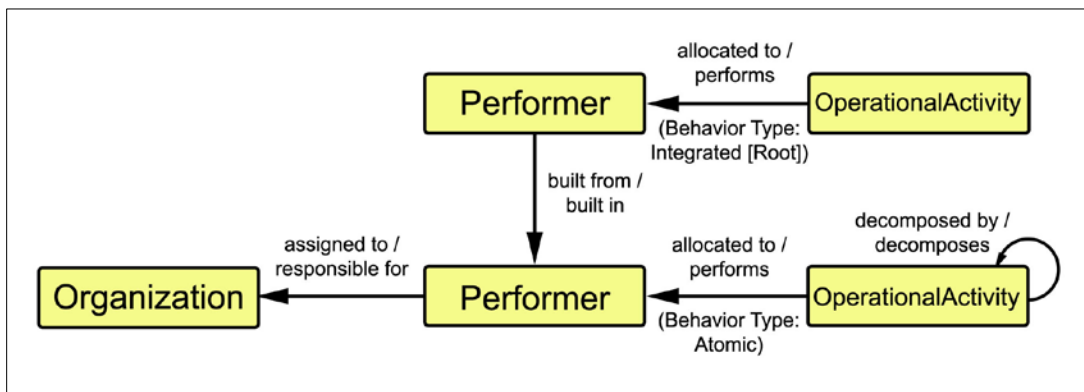 allocated to /
performs
Performer
OperationalActivity
(Behavior Type:
Integrated [Root])
built from /
built in
decomposed by /
decomposes
assigned to /
responsible for
allocated to /
performs
Organization
Performer
OperationalActivity
(Behavior Type:
Atomic)